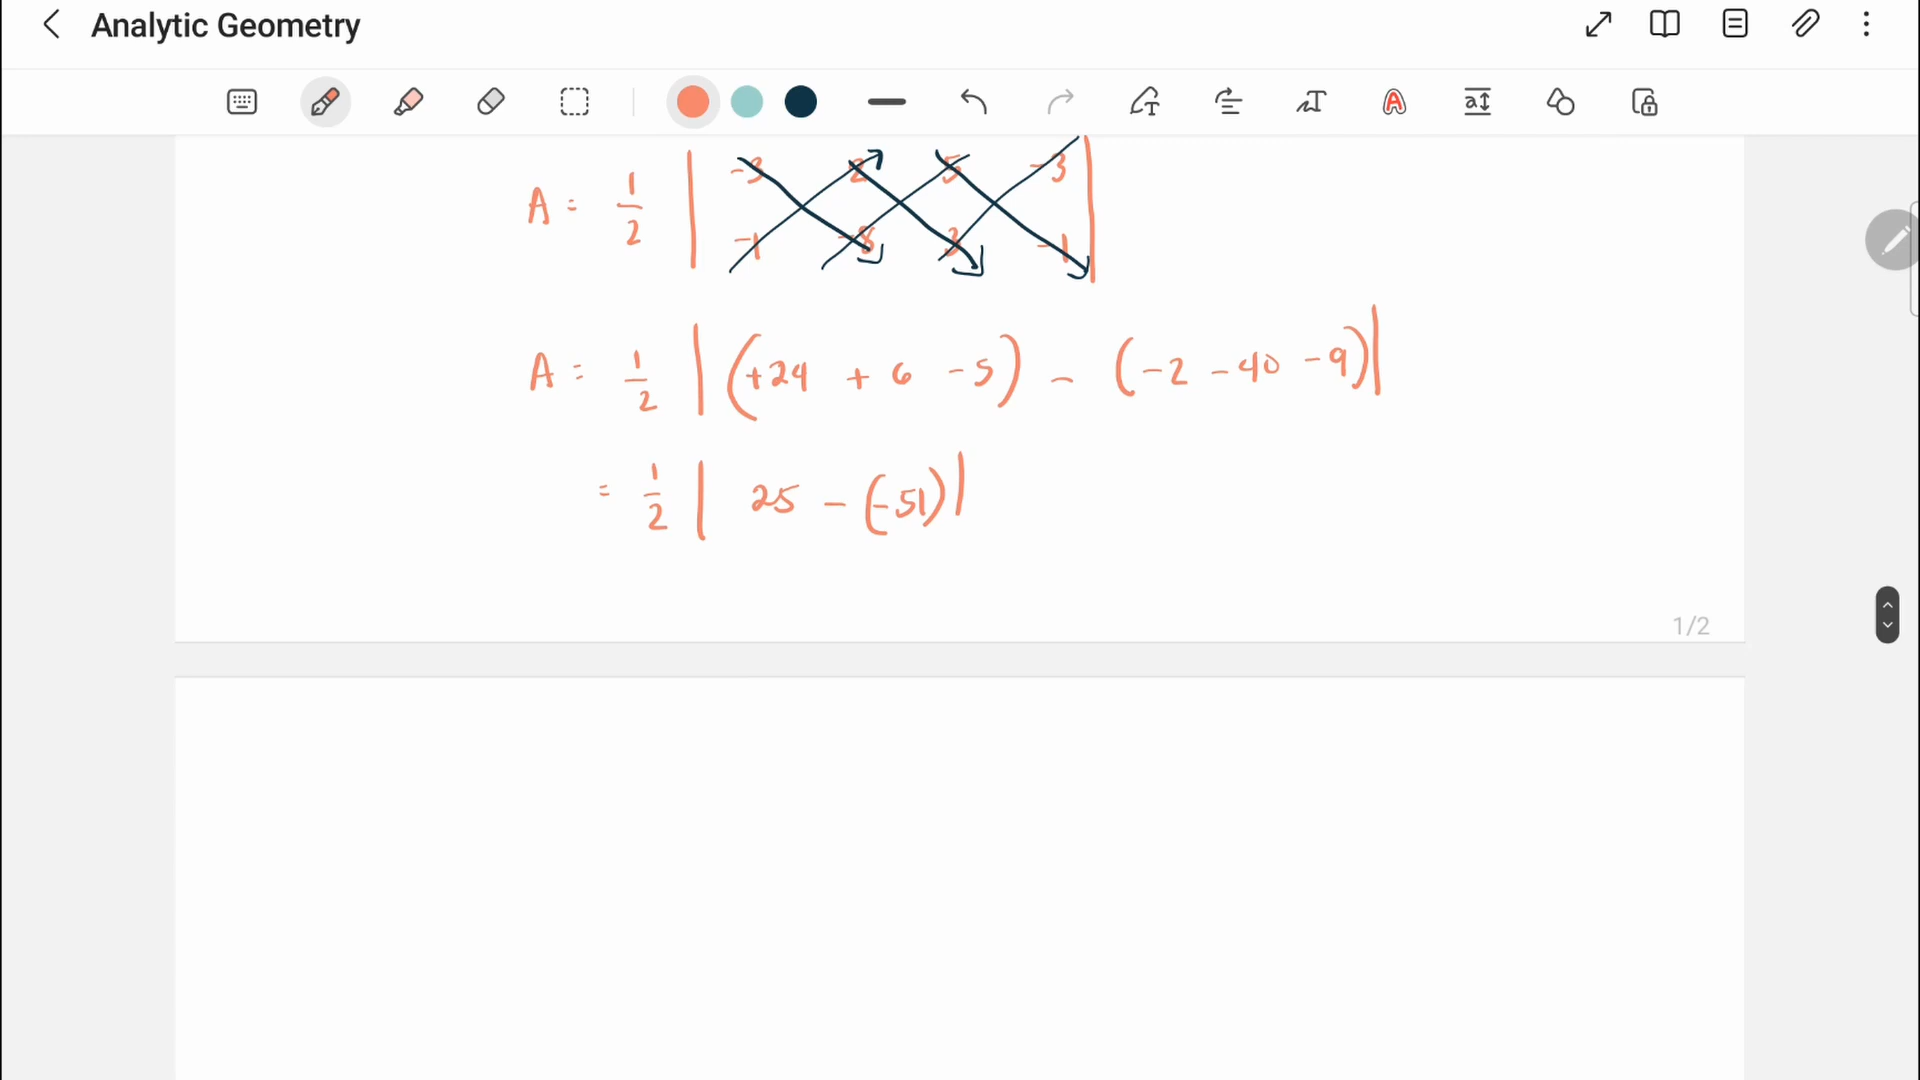 Analytic Geometry
A = 1/2 | -3 2 5 -3 |
-1 -8 3 -1
A = 1/2 | (+24 + 6 - 5) - (-2 - 40 - 9) |
= 1/2 | 25 - (-51) |
1/2